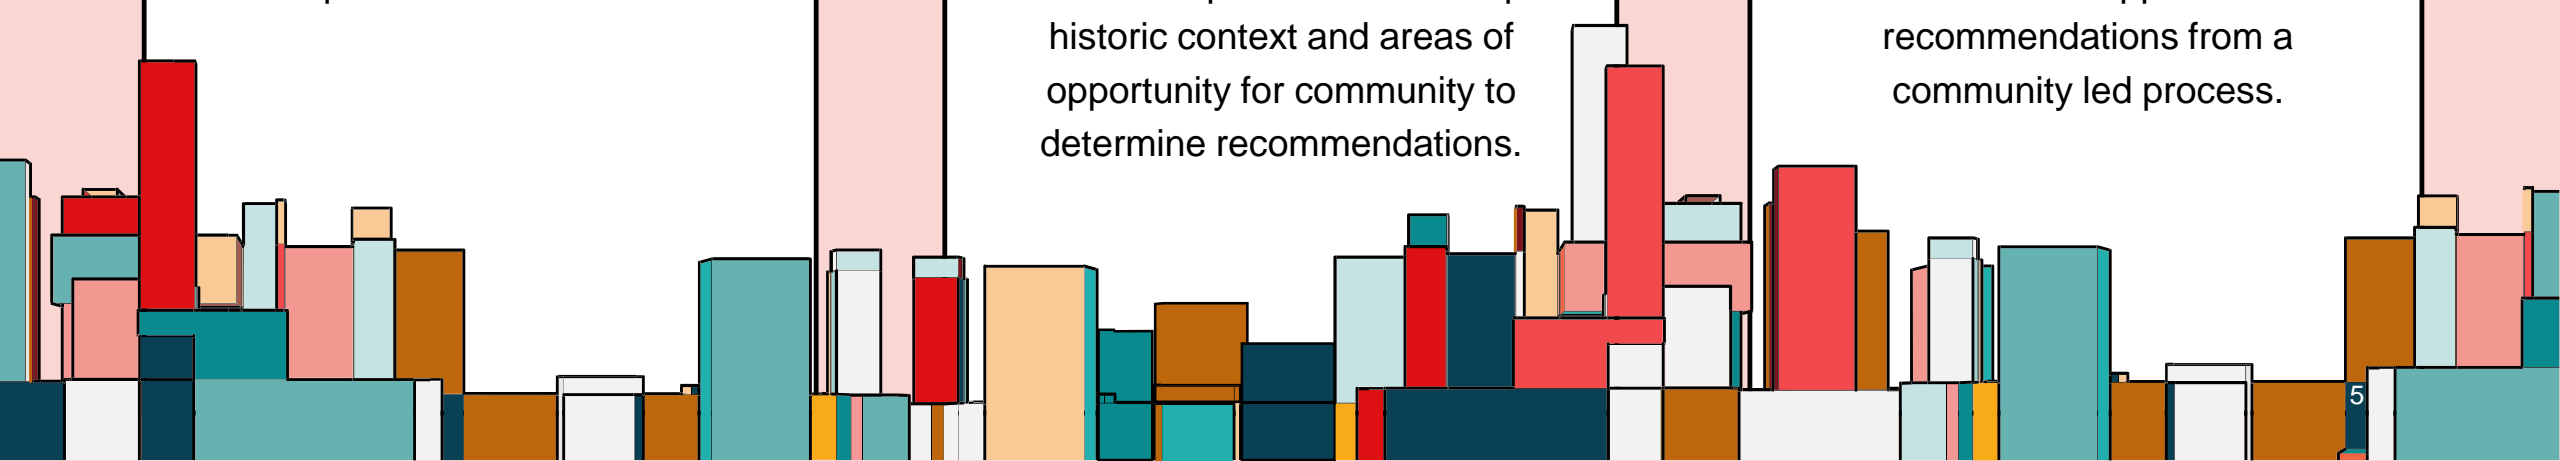 historic context and areas of
opportunity for community to
determine recommendations.
recommendations from a
community led process.
5